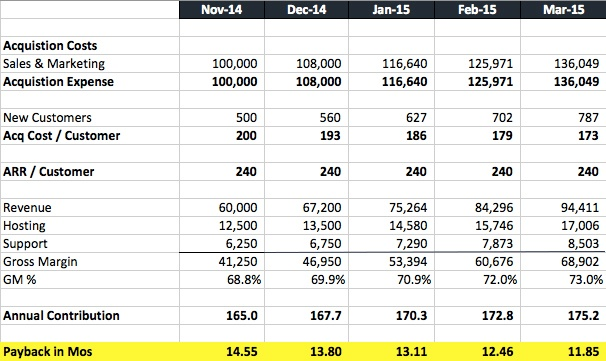 Nov-14 Dec-14 Jan-15 Feb-15 Mar-15
Acquistion Costs
Sales & Marketing 100,000 108,000 116,640 125,971 136,049
Acquistion Expense 100,000 108,000 116,640 125,971 136,049
New Customers 500 560 627 702 787
Acq Cost / Customer 200 193 186 179 173
ARR / Customer 240 240 240 240 240
Revenue 60,000 67,200 75,264 84,296 94,411
Hosting 12,500 13,500 14,580 15,746 17,006
Support 6,250 6,750 7,290 7,873 8,503
Gross Margin 41,250 46,950 53,394 60,676 68,902
GM % 68.8% 69.9% 70.9% 72.0% 73.0%
Annual Contribution 165.0 167.7 170.3 172.8 175.2
Payback in Mos 14.55 13.80 13.11 12.46 11.85